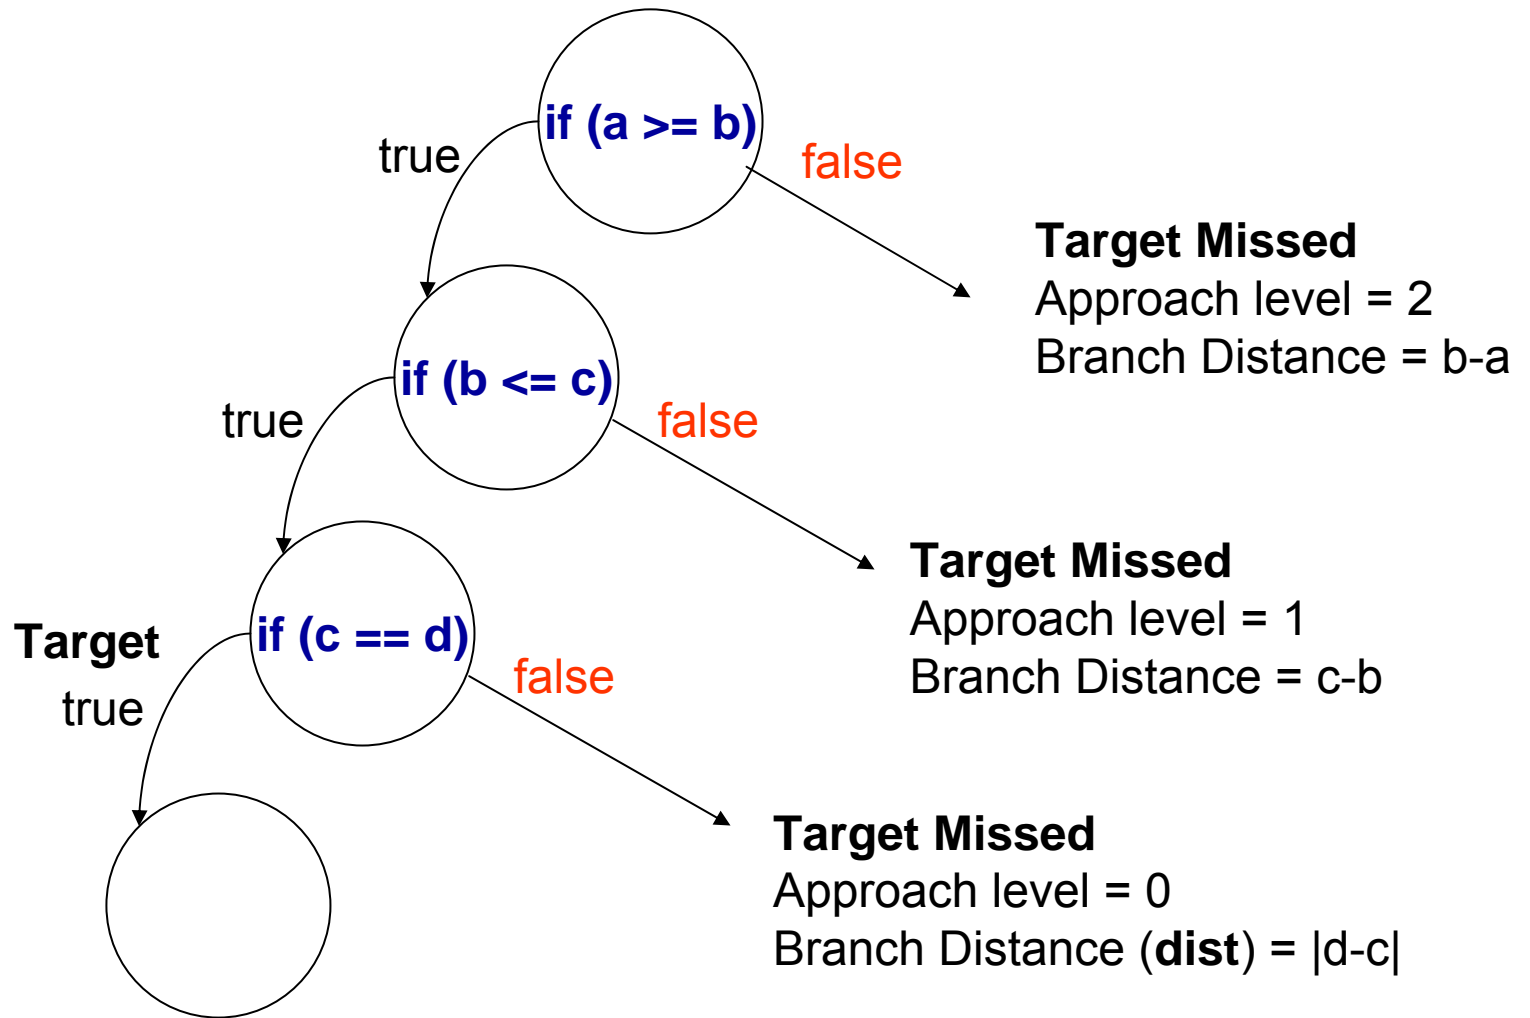 if (a >= b)
true
false
Target Missed
Approach level = 2
Branch Distance = b-a
if (b <= c)
true
false
Target Missed
Approach level = 1
Branch Distance = c-b
if (c == d)
Target
true
false
Target Missed
Approach level = 0
Branch Distance (dist) = |d-c|